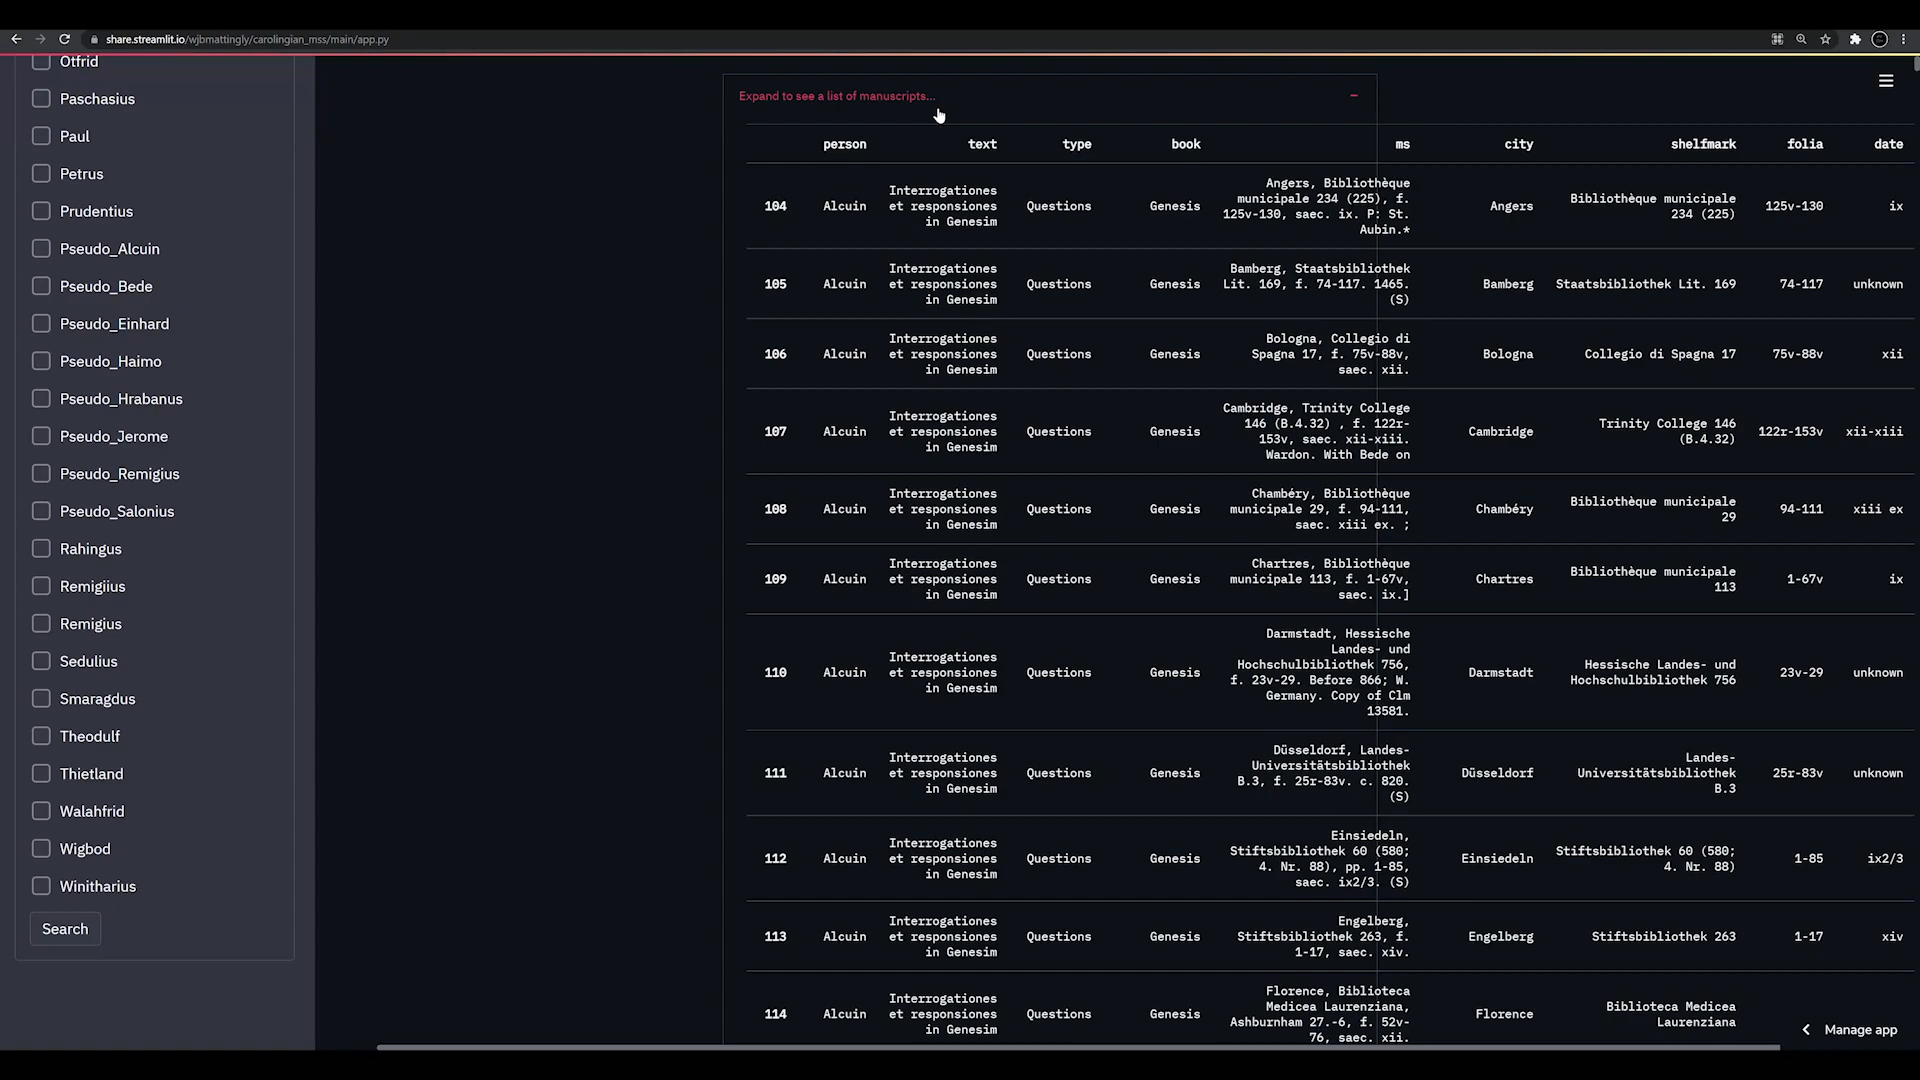 share.streamlit.io/wjbmattingly/carolingian_mss/main/app.py
Otfrid
Paschasius
Paul
Petrus
Prudentius
Pseudo_Alcuin
Pseudo_Bede
Pseudo_Einhard
Pseudo_Haimo
Pseudo_Hrabanus
Pseudo_Jerome
Pseudo_Remigius
Pseudo_Salonius
Rahingus
Remigiius
Remigius
Sedulius
Smaragdus
Theodulf
Thietland
Walahfrid
Wigbod
Winitharius
Search
Expand to see a list of manuscripts...
person text type book ms city shelfmark folia date
104 Alcuin
Interrogationes
et responsiones
in Genesim
Questions Genesis
Angers, Bibliothèque
municipale 234 (225), f.
125v-130, saec. ix. P: St.
Aubin.*
Angers
Bibliothèque municipale
234 (225)
125v-130 ix
105 Alcuin
Interrogationes
et responsiones
in Genesim
Questions Genesis
Bamberg, Staatsbibliothek
Lit. 169, f. 74-117. 1465.
(S)
Bamberg Staatsbibliothek Lit. 169 74-117 unknown
106 Alcuin
Interrogationes
et responsiones
in Genesim
Questions Genesis
Bologna, Collegio di
Spagna 17, f. 75v-88v,
saec. xii.
Bologna Collegio di Spagna 17 75v-88v xii
107 Alcuin
Interrogationes
et responsiones
in Genesim
Questions Genesis
Cambridge, Trinity College
146 (B.4.32) , f. 122r-
153v, saec. xii-xiii.
Wardon. With Bede on
Cambridge
Trinity College 146
(B.4.32)
122r-153v xii-xiii
108 Alcuin
Interrogationes
et responsiones
in Genesim
Questions Genesis
Chambéry, Bibliothèque
municipale 29, f. 94-111,
saec. xiii ex. ;
Chambéry
Bibliothèque municipale
29
94-111 xiii ex
109 Alcuin
Interrogationes
et responsiones
in Genesim
Questions Genesis
Chartres, Bibliothèque
municipale 113, f. 1-67v,
saec. ix.]
Chartres
Bibliothèque municipale
113
1-67v ix
110 Alcuin
Interrogationes
et responsiones
in Genesim
Questions Genesis
Darmstadt, Hessische
Landes- und
Hochschulbibliothek 756,
f. 23v-29. Before 866; W.
Germany. Copy of Clm
13581.
Darmstadt
Hessische Landes- und
Hochschulbibliothek 756
23v-29 unknown
111 Alcuin
Interrogationes
et responsiones
in Genesim
Questions Genesis
Düsseldorf, Landes-
Universitätsbibliothek
B.3, f. 25r-83v. c. 820.
(S)
Düsseldorf
Landes-
Universitätsbibliothek
B.3
25r-83v unknown
112 Alcuin
Interrogationes
et responsiones
in Genesim
Questions Genesis
Einsiedeln,
Stiftsbibliothek 60 (580;
4. Nr. 88), pp. 1-85,
saec. ix2/3. (S)
Einsiedeln
Stiftsbibliothek 60 (580;
4. Nr. 88)
1-85 ix2/3
113 Alcuin
Interrogationes
et responsiones
in Genesim
Questions Genesis
Engelberg,
Stiftsbibliothek 263, f.
1-17, saec. xiv.
Engelberg Stiftsbibliothek 263 1-17 xiv
114 Alcuin
Interrogationes
et responsiones
in Genesim
Questions Genesis
Florence, Biblioteca
Medicea Laurenziana,
Ashburnham 27.-6, f. 52v-
76, saec. xii.
Florence
Biblioteca Medicea
Laurenziana
Manage app